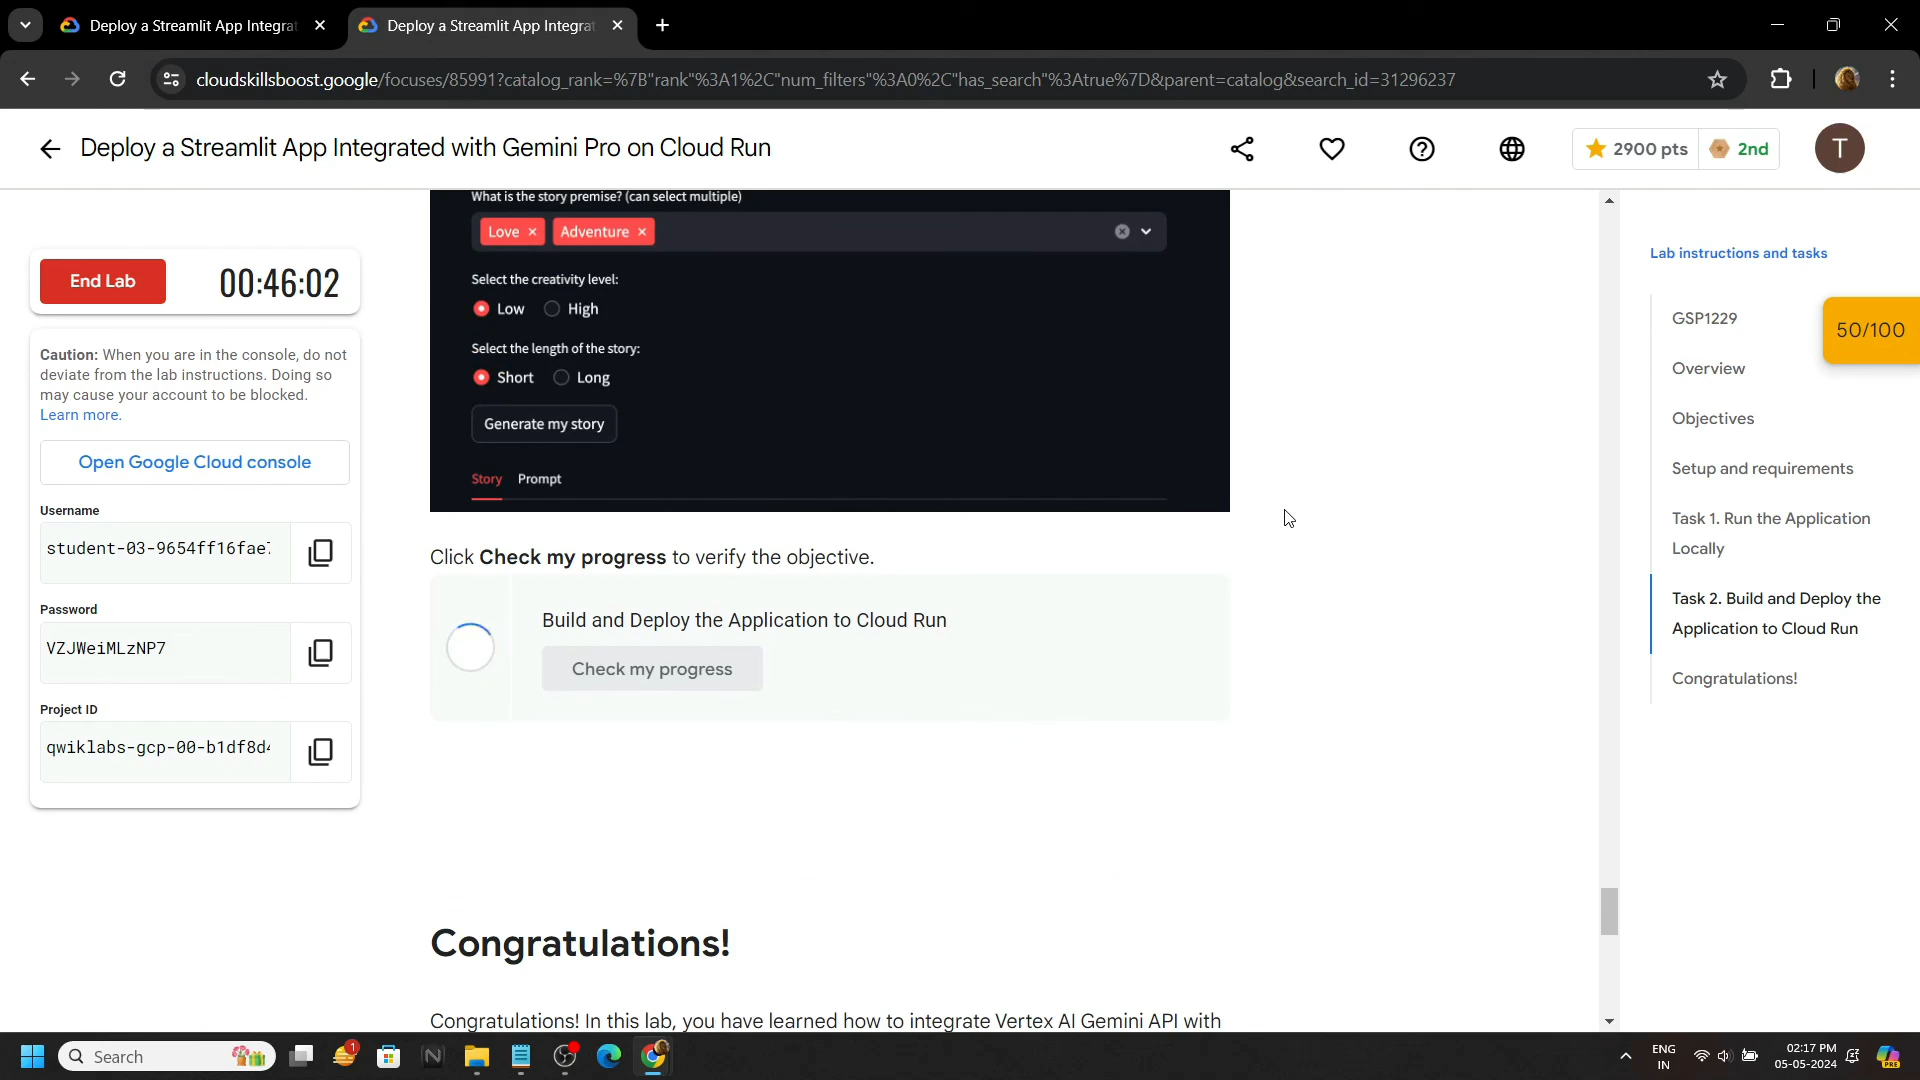 Deploy a Streamlit App Integrat
Deploy a Streamlit App Integrat
cloudskillsboost.google/focuses/85991?catalog_rank=%7B"rank"%3A1%2C"num_filters"%3A0%2C"has_search"%3Atrue%7D&parent=catalog&search_id=31296237
Deploy a Streamlit App Integrated with Gemini Pro on Cloud Run
2900 pts
2nd
T
End Lab
00:46:02
Caution: When you are in the console, do not
deviate from the lab instructions. Doing so
may cause your account to be blocked.
Learn more.
Open Google Cloud console
Username
student-03-9654ff16fae
Password
VZJWeiMLzNP7
Project ID
qwiklabs-gcp-00-b1df8d
What is the story premise? (can select multiple)
Love
Adventure
Select the creativity level:
Low
High
Select the length of the story:
Short
Long
Generate my story
Story
Prompt
Click Check my progress to verify the objective.
Build and Deploy the Application to Cloud Run
Check my progress
Congratulations!
Congratulations! In this lab, you have learned how to integrate Vertex AI Gemini API with
Lab instructions and tasks
GSP1229
50/100
Overview
Objectives
Setup and requirements
Task 1. Run the Application
Locally
Task 2. Build and Deploy the
Application to Cloud Run
Congratulations!
Search
1
ENG
IN
02:17 PM
05-05-2024
PRE